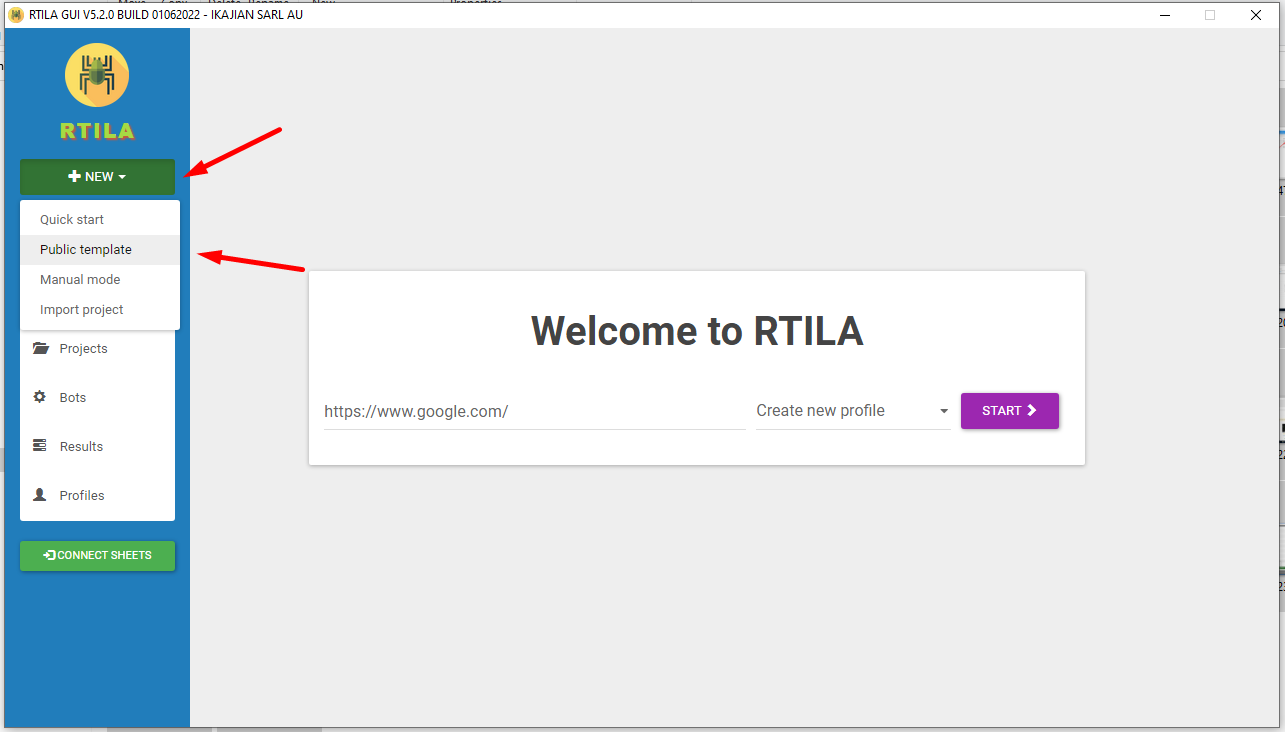 RTILA GUI V5.2.0 BUILD 01062022 - IKAJIAN SARL AU
RTILA
NEW
Quick start
Public template
Manual mode
Import project
Projects
Bots
Results
Profiles
CONNECT SHEETS
Welcome to RTILA
https://www.google.com/
Create new profile
START